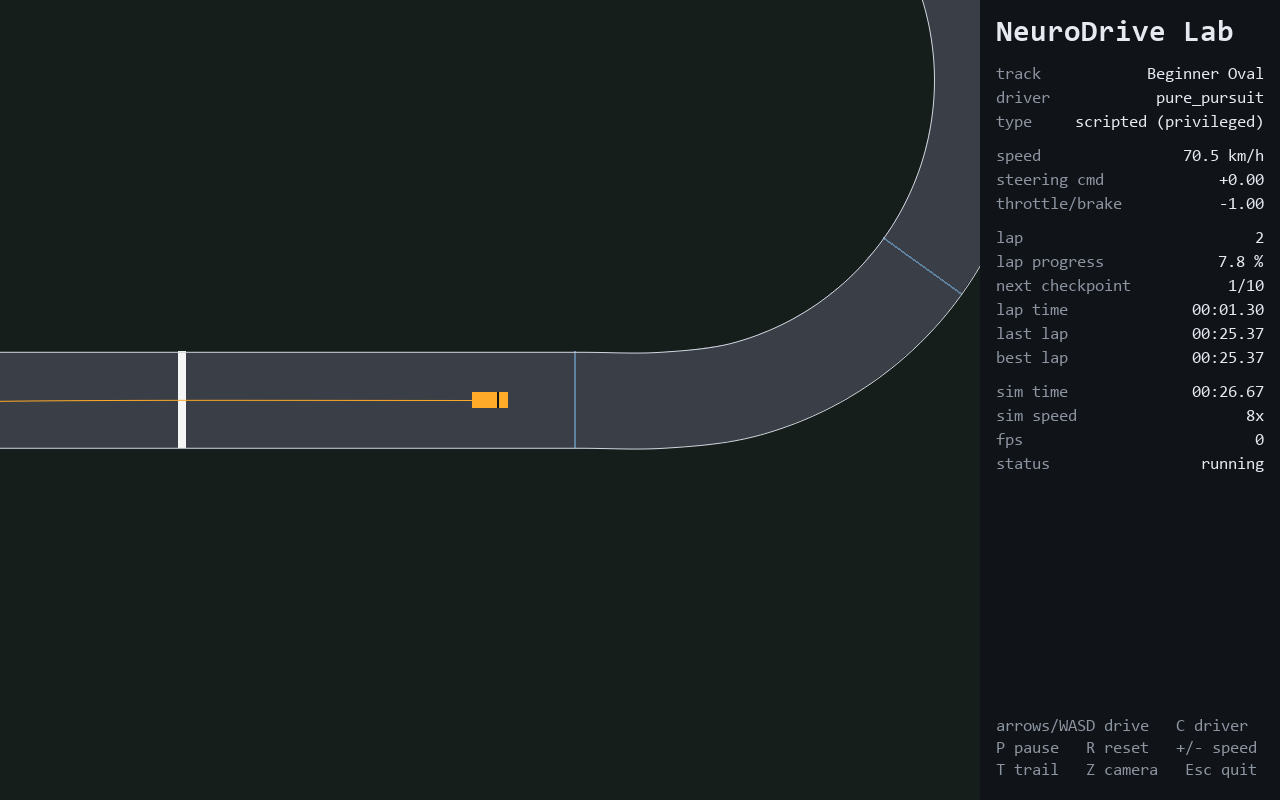 NeuroDrive Lab
track Beginner Oval
driver pure_pursuit
type scripted (privileged)
speed 70.5 km/h
steering cmd +0.00
throttle/brake -1.00
lap 2
lap progress 7.8 %
next checkpoint 1/10
lap time 00:01.30
last lap 00:25.37
best lap 00:25.37
sim time 00:26.67
sim speed 8x
fps 0
status running
arrows/WASD drive C driver
P pause R reset +/- speed
T trail Z camera Esc quit